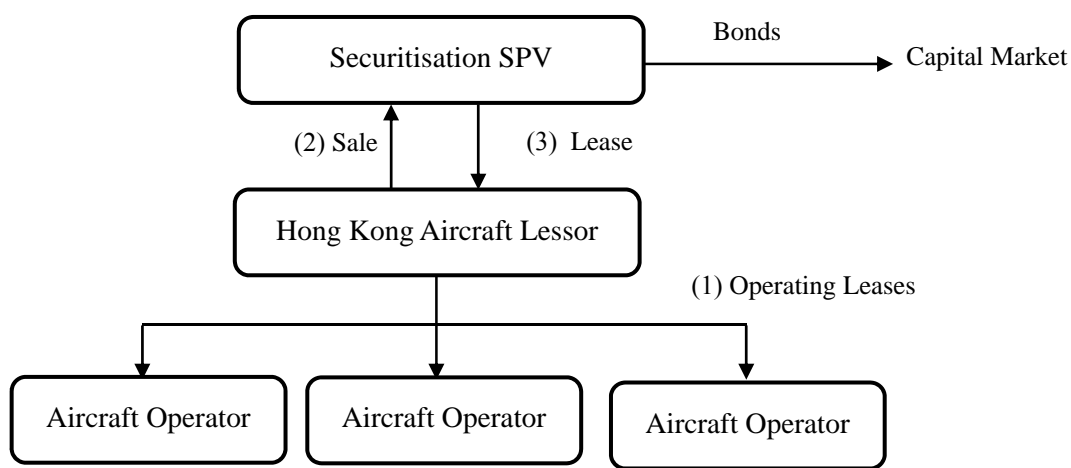 Bonds
Securitisation SPV
Capital Market
(2) Sale
(3) Lease
Hong Kong Aircraft Lessor
(1) Operating Leases
Aircraft Operator
Aircraft Operator
Aircraft Operator